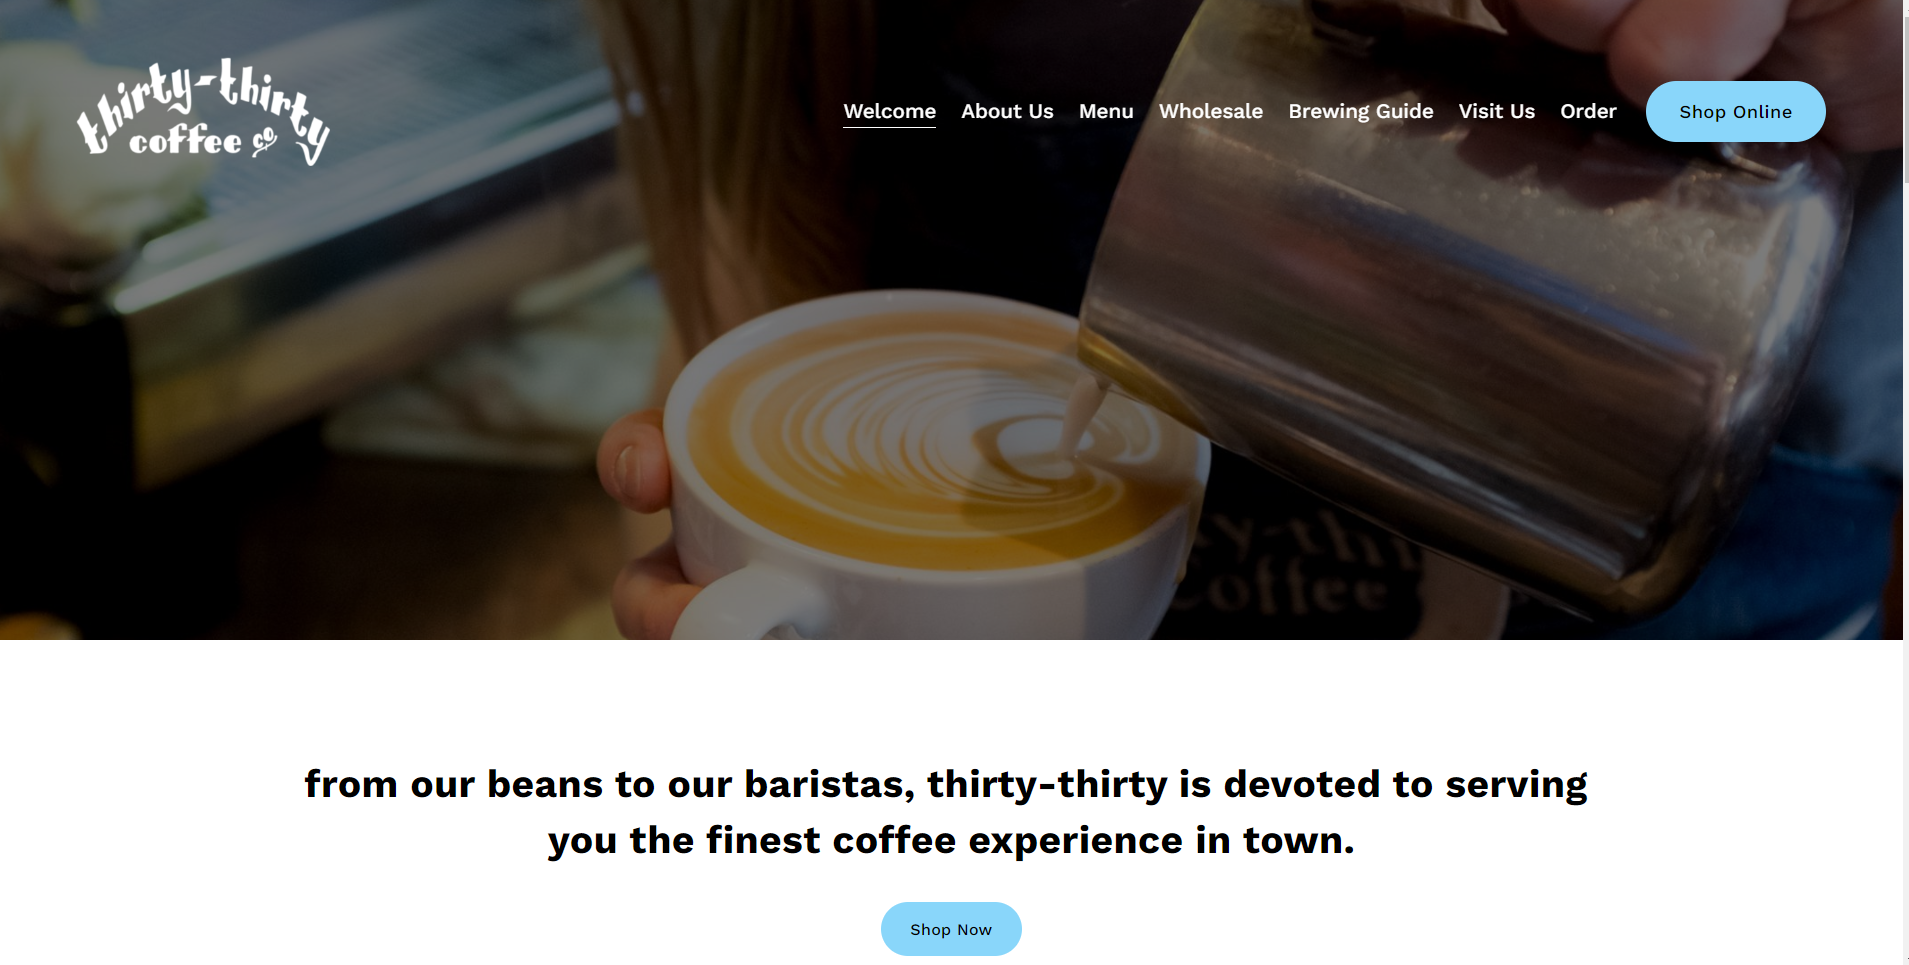 thirty-thirty
coffee co
Welcome About Us Menu Wholesale Brewing Guide Visit Us Order Shop Online
coffee
from our beans to our baristas, thirty-thirty is devoted to serving
you the finest coffee experience in town.
Shop Now